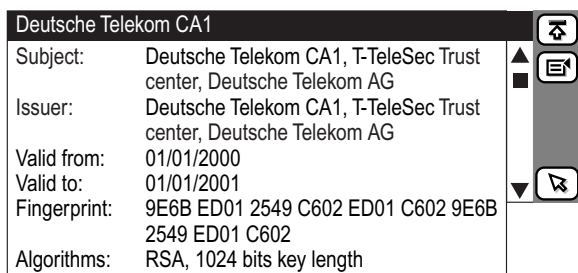 Deutsche Telekom CA1
Subject: Deutsche Telekom CA1, T-TeleSec Trust
center, Deutsche Telekom AG
Issuer: Deutsche Telekom CA1, T-TeleSec Trust
center, Deutsche Telekom AG
Valid from: 01/01/2000
Valid to: 01/01/2001
Fingerprint: 9E6B ED01 2549 C602 ED01 C602 9E6B
2549 ED01 C602
Algorithms: RSA, 1024 bits key length